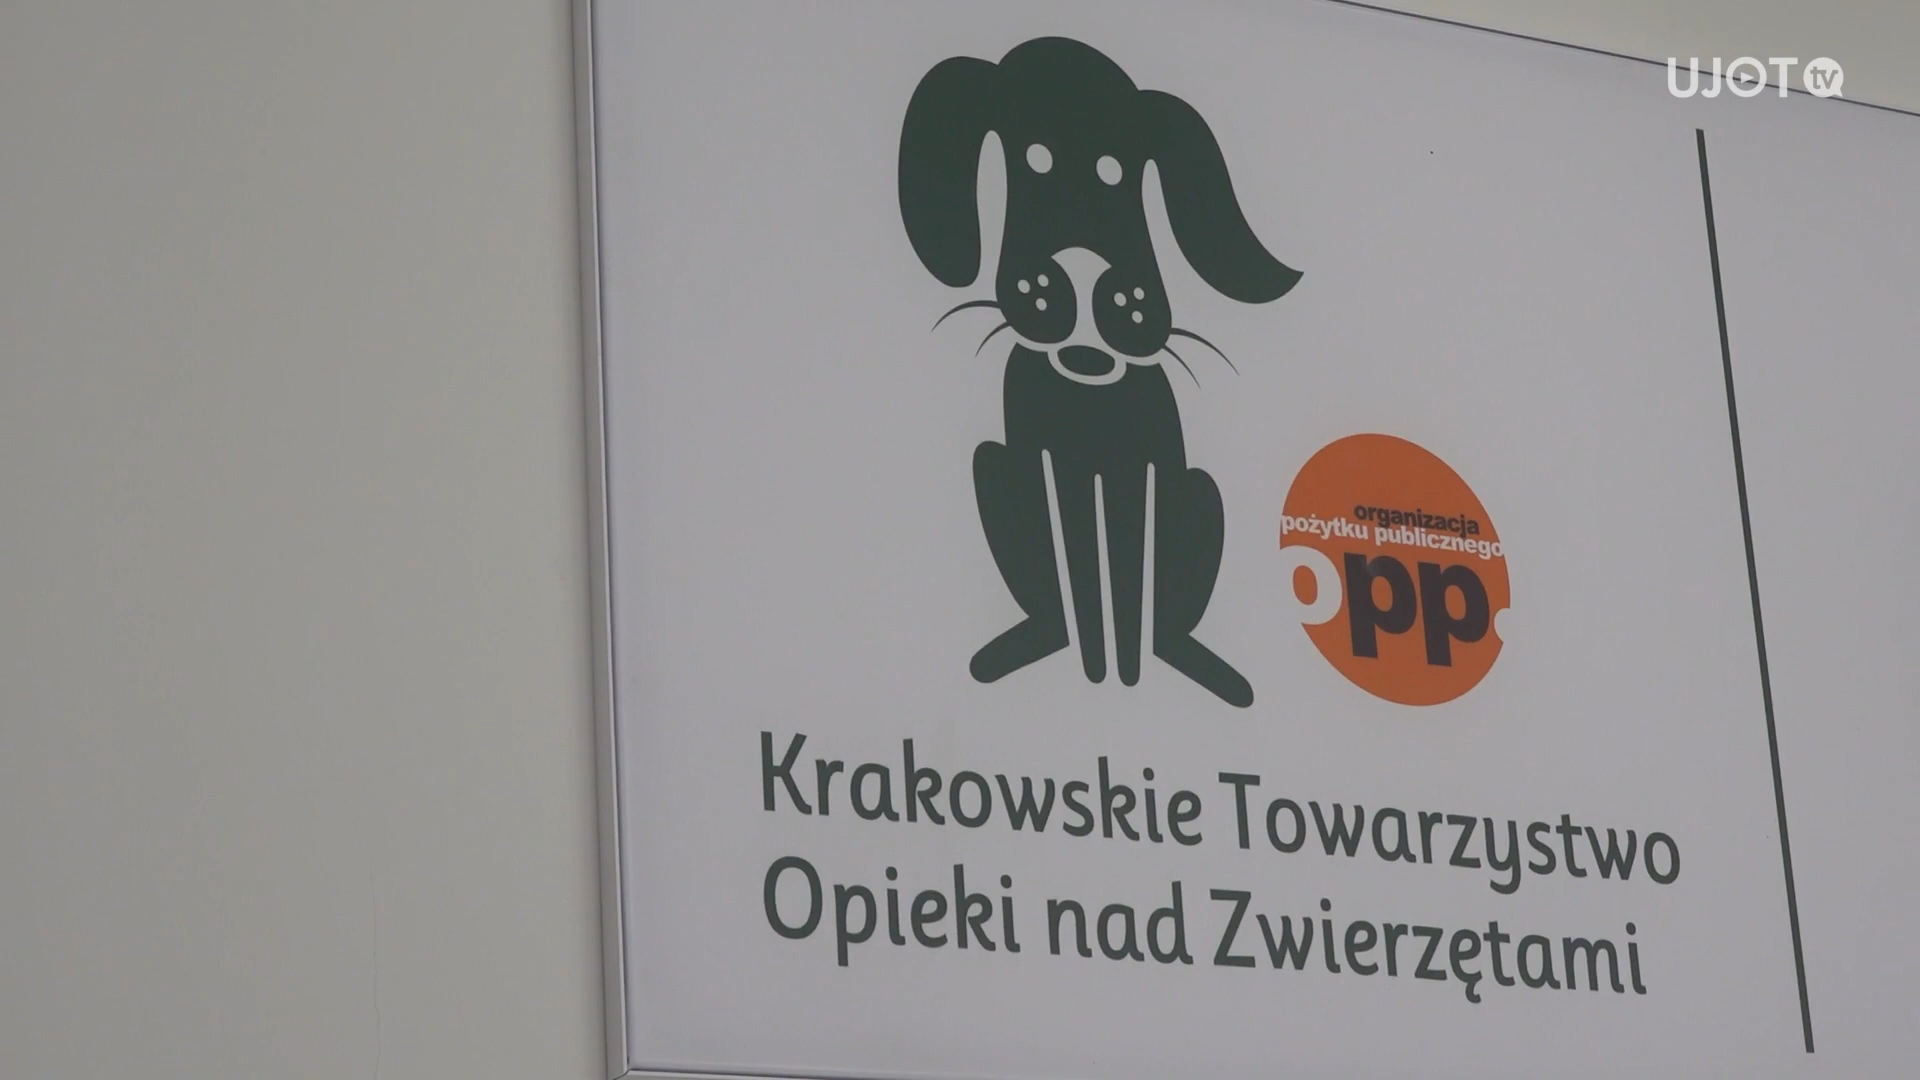 UJOT tv
organizacja
pożytku publicznego
opp.
Krakowskie Towarzystwo
Opieki nad Zwierzętami